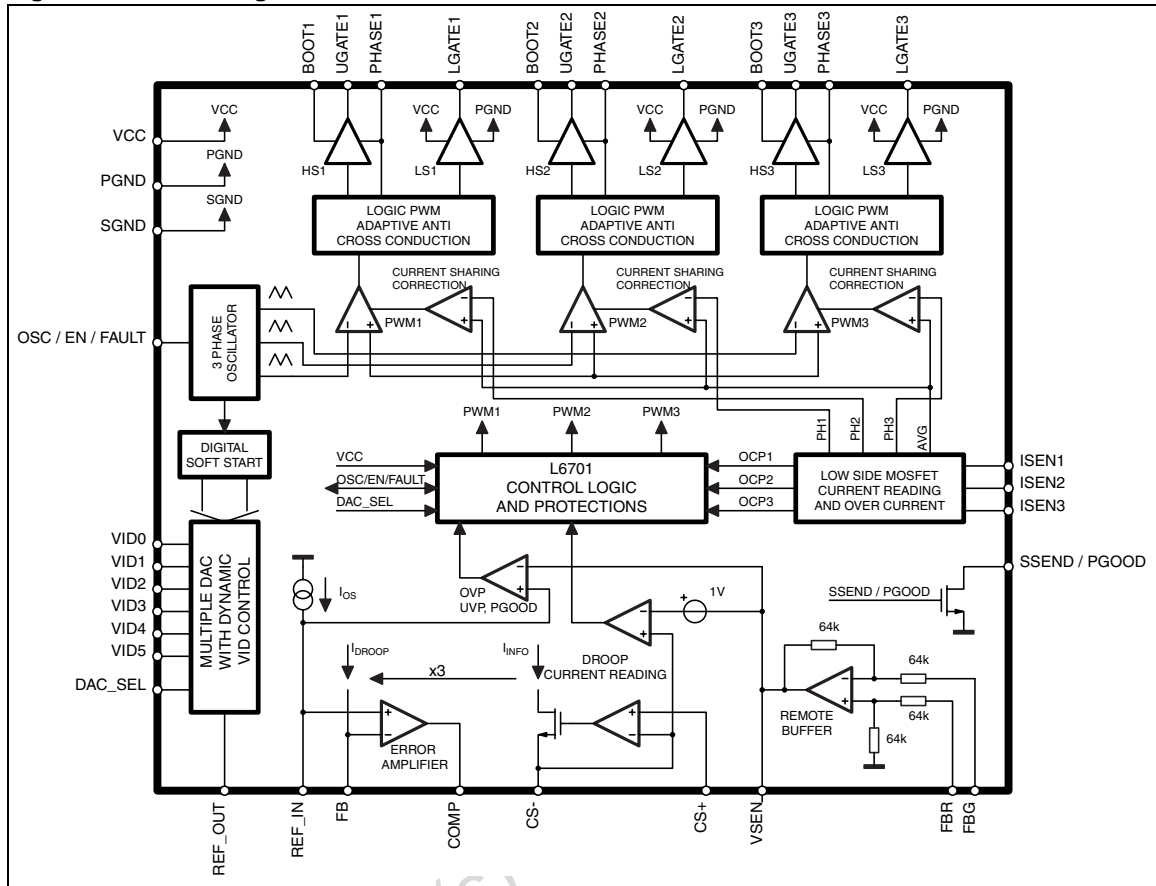 BOOT1
UGATE1
PHASE1
LGATE1
BOOT2
UGATE2
PHASE2
LGATE2
BOOT3
UGATE3
PHASE3
LGATE3
VCC
VCC
PGND
PGND
SGND
SGND
VCC
PGND
HS1
LS1
VCC
PGND
HS2
LS2
VCC
PGND
HS3
LS3
LOGIC PWM
ADAPTIVE ANTI
CROSS CONDUCTION
LOGIC PWM
ADAPTIVE ANTI
CROSS CONDUCTION
LOGIC PWM
ADAPTIVE ANTI
CROSS CONDUCTION
CURRENT SHARING
CORRECTION
CURRENT SHARING
CORRECTION
CURRENT SHARING
CORRECTION
- +
PWM1
- +
- +
PWM2
- +
- +
PWM3
- +
OSC / EN / FAULT
3 PHASE
OSCILLATOR
DIGITAL
SOFT START
PWM1
PWM2
PWM3
PH1
PH2
PH3
AVG
VCC
OSC/EN/FAULT
DAC_SEL
L6701
CONTROL LOGIC
AND PROTECTIONS
OCP1
OCP2
OCP3
LOW SIDE MOSFET
CURRENT READING
AND OVER CURRENT
ISEN1
ISEN2
ISEN3
VID0
VID1
VID2
VID3
VID4
VID5
DAC_SEL
MULTIPLE DAC
WITH DYNAMIC
VID CONTROL
IOS
- +
OVP
UVP, PGOOD
- +
+
1V
SSEND / PGOOD
SSEND / PGOOD
IDROOP
x3
IINFO
DROOP
CURRENT READING
+ -
ERROR
AMPLIFIER
+ -
64k
64k
64k
64k
- +
REMOTE
BUFFER
REF_OUT
REF_IN
FB
COMP
CS-
CS+
VSEN
FBR
FBG